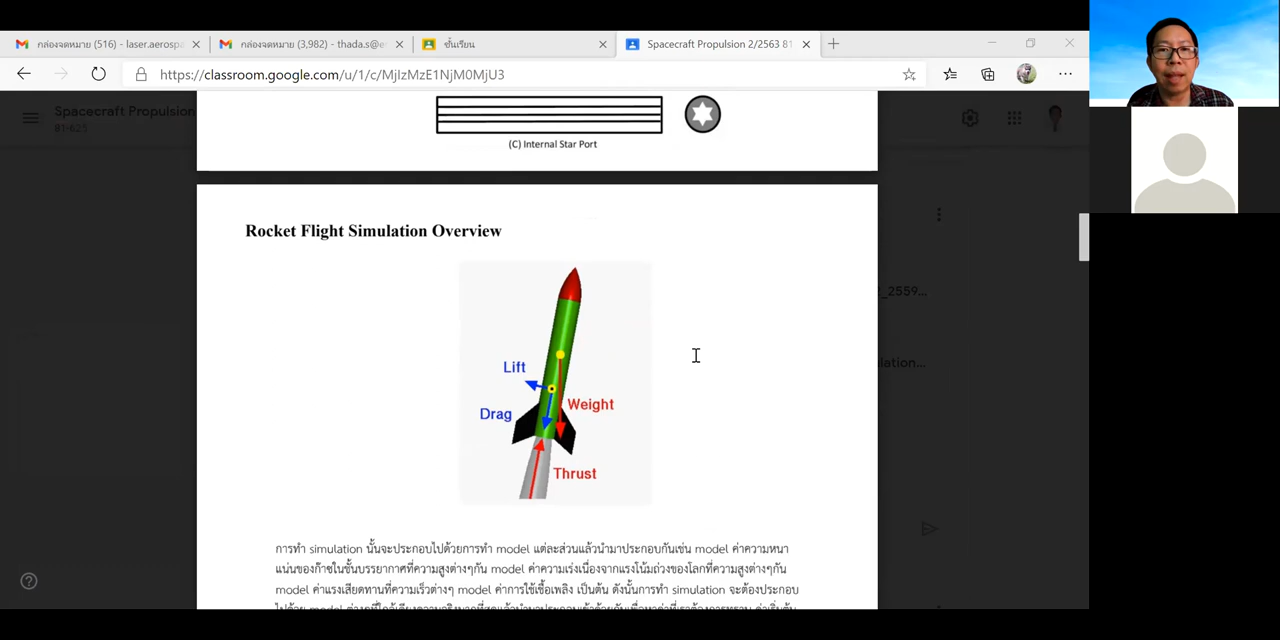 กล่องจดหมาย (516) - laser.aerospa
กล่องจดหมาย (3,982) - thada.s@e
ชั้นเรียน
Spacecraft Propulsion 2/2563 81
https://classroom.google.com/u/1/c/MjIzMzE1NjM0MjU3
Spacecraft Propulsion
(C) Internal Star Port
Rocket Flight Simulation Overview
2_2559...
Lift
ulation...
Weight
Drag
Thrust
การทำ simulation นั้นจะประกอบไปด้วยการทำ model แต่ละส่วนแล้วนำมาประกอบกันเช่น model ค่าความหนา
แน่นของก๊าซในชั้นบรรยากาศที่ความสูงต่างๆกัน model ค่าความเร่งเนื่องจากแรงโน้มถ่วงของโลกที่ความสูงต่างๆกัน
model ค่าแรงเสียดทานที่ความเร็วต่างๆ model ค่าการใช้เชื้อเพลิง เป็นต้น ดังนั้นการทำ simulation จะต้องประกอบ